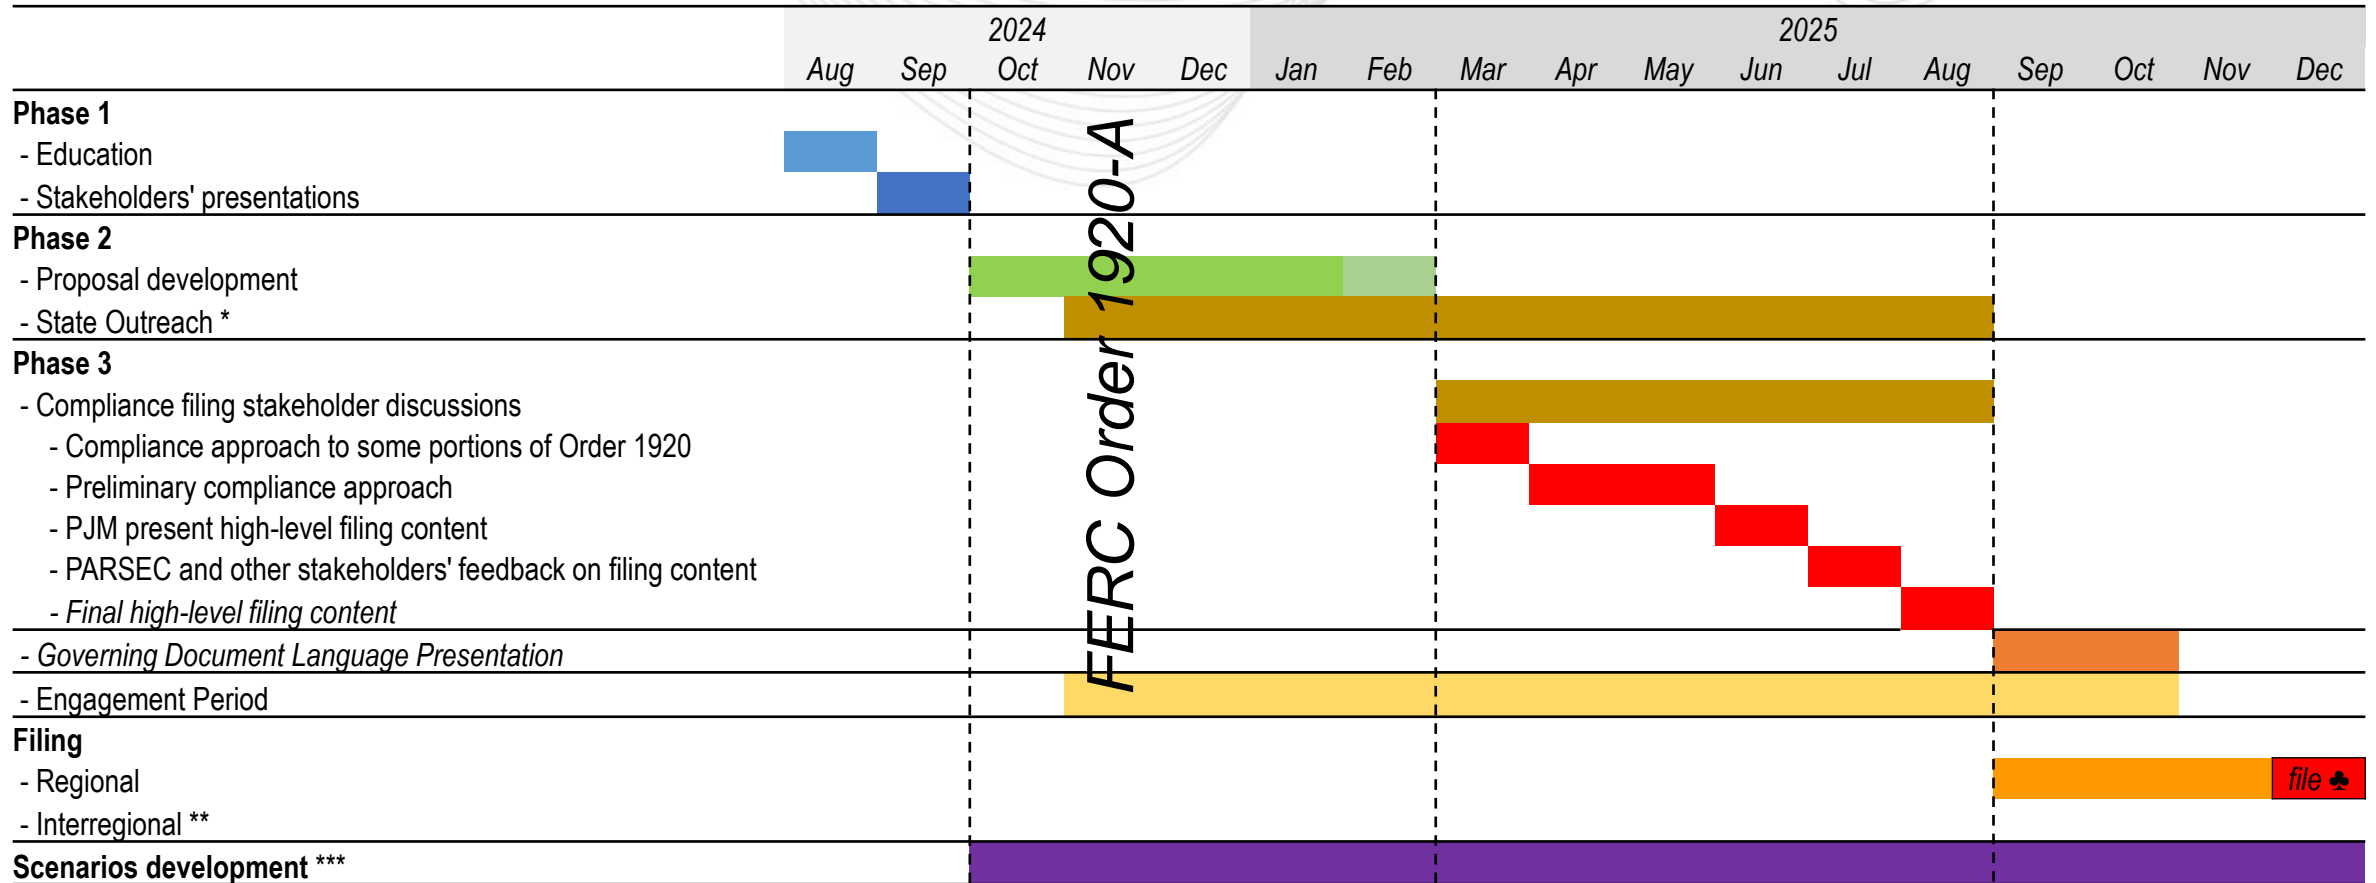 2024 2025
Aug Sep Oct Nov Dec Jan Feb Mar Apr May Jun Jul Aug Sep Oct Nov Dec
Phase 1
- Education
- Stakeholders' presentations
Phase 2
- Proposal development
- State Outreach *
Phase 3
- Compliance filing stakeholder discussions
- Compliance approach to some portions of Order 1920
- Preliminary compliance approach
- PJM present high-level filing content
- PARSEC and other stakeholders' feedback on filing content
- Final high-level filing content
- Governing Document Language Presentation
- Engagement Period
Filing
- Regional
file ♣
- Interregional **
Scenarios development ***
FERC Order 1920-A